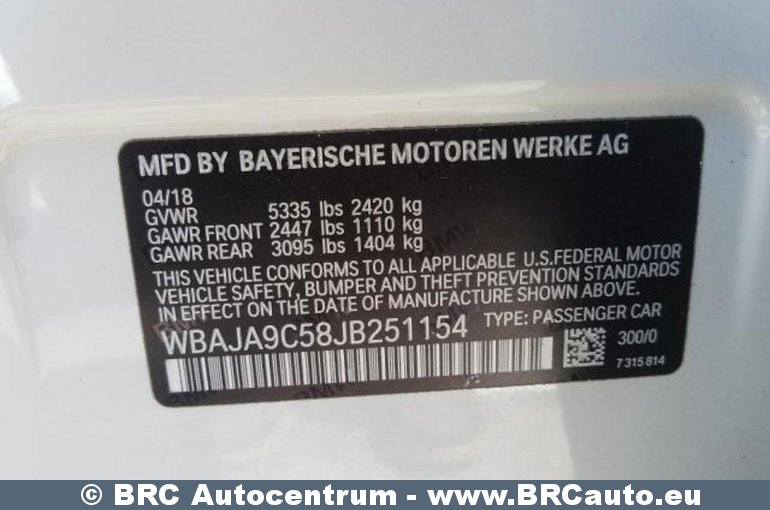 MFD BY BAYERISCHE MOTOREN WERKE AG
04/18
GVWR 5335 lbs 2420 kg
GAWR FRONT 2447 lbs 1110 kg
GAWR REAR 3095 lbs 1404 kg
THIS VEHICLE CONFORMS TO ALL APPLICABLE U.S.FEDERAL MOTOR
VEHICLE SAFETY, BUMPER AND THEFT PREVENTION STANDARDS
IN EFFECT ON THE DATE OF MANUFACTURE SHOWN ABOVE.
WBAJA9C58JB251154 TYPE: PASSENGER CAR
300/0
7 315 814
© BRC Autocentrum - www.BRCauto.eu